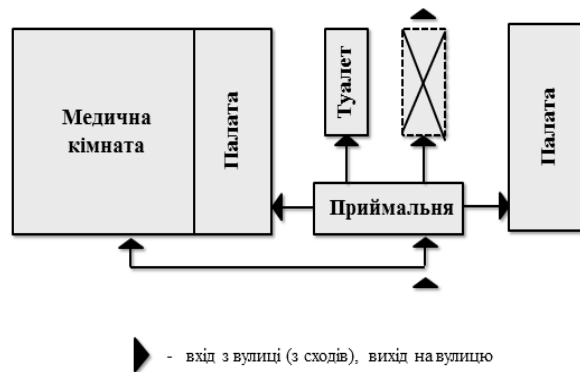 Медична
кімната
Палата
Туалет
Палата
Приймальня
- вхід з вулиці (з сходів), вихід на вулицю